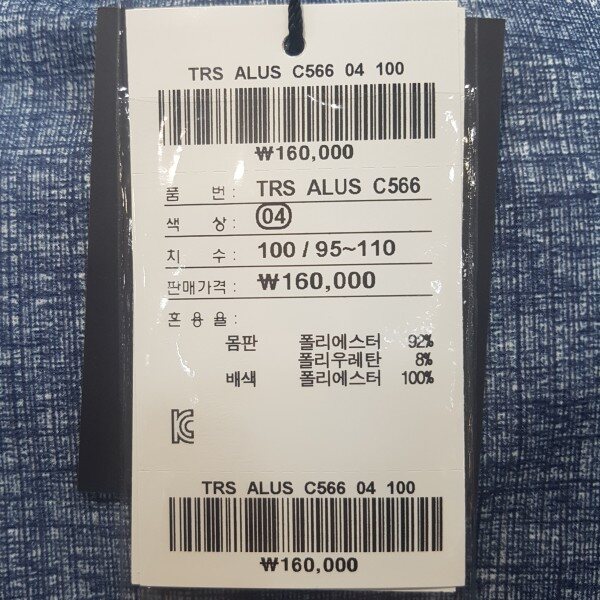 TRS ALUS C566 04 100
₩160,000
품 번 : TRS ALUS C566
색 상 : 04
치 수 : 100 / 95~110
판매가격 : ₩160,000
혼 용 율 :
몸판 폴리에스터 92%
폴리우레탄 8%
배색 폴리에스터 100%
KC
TRS ALUS C566 04 100
₩160,000